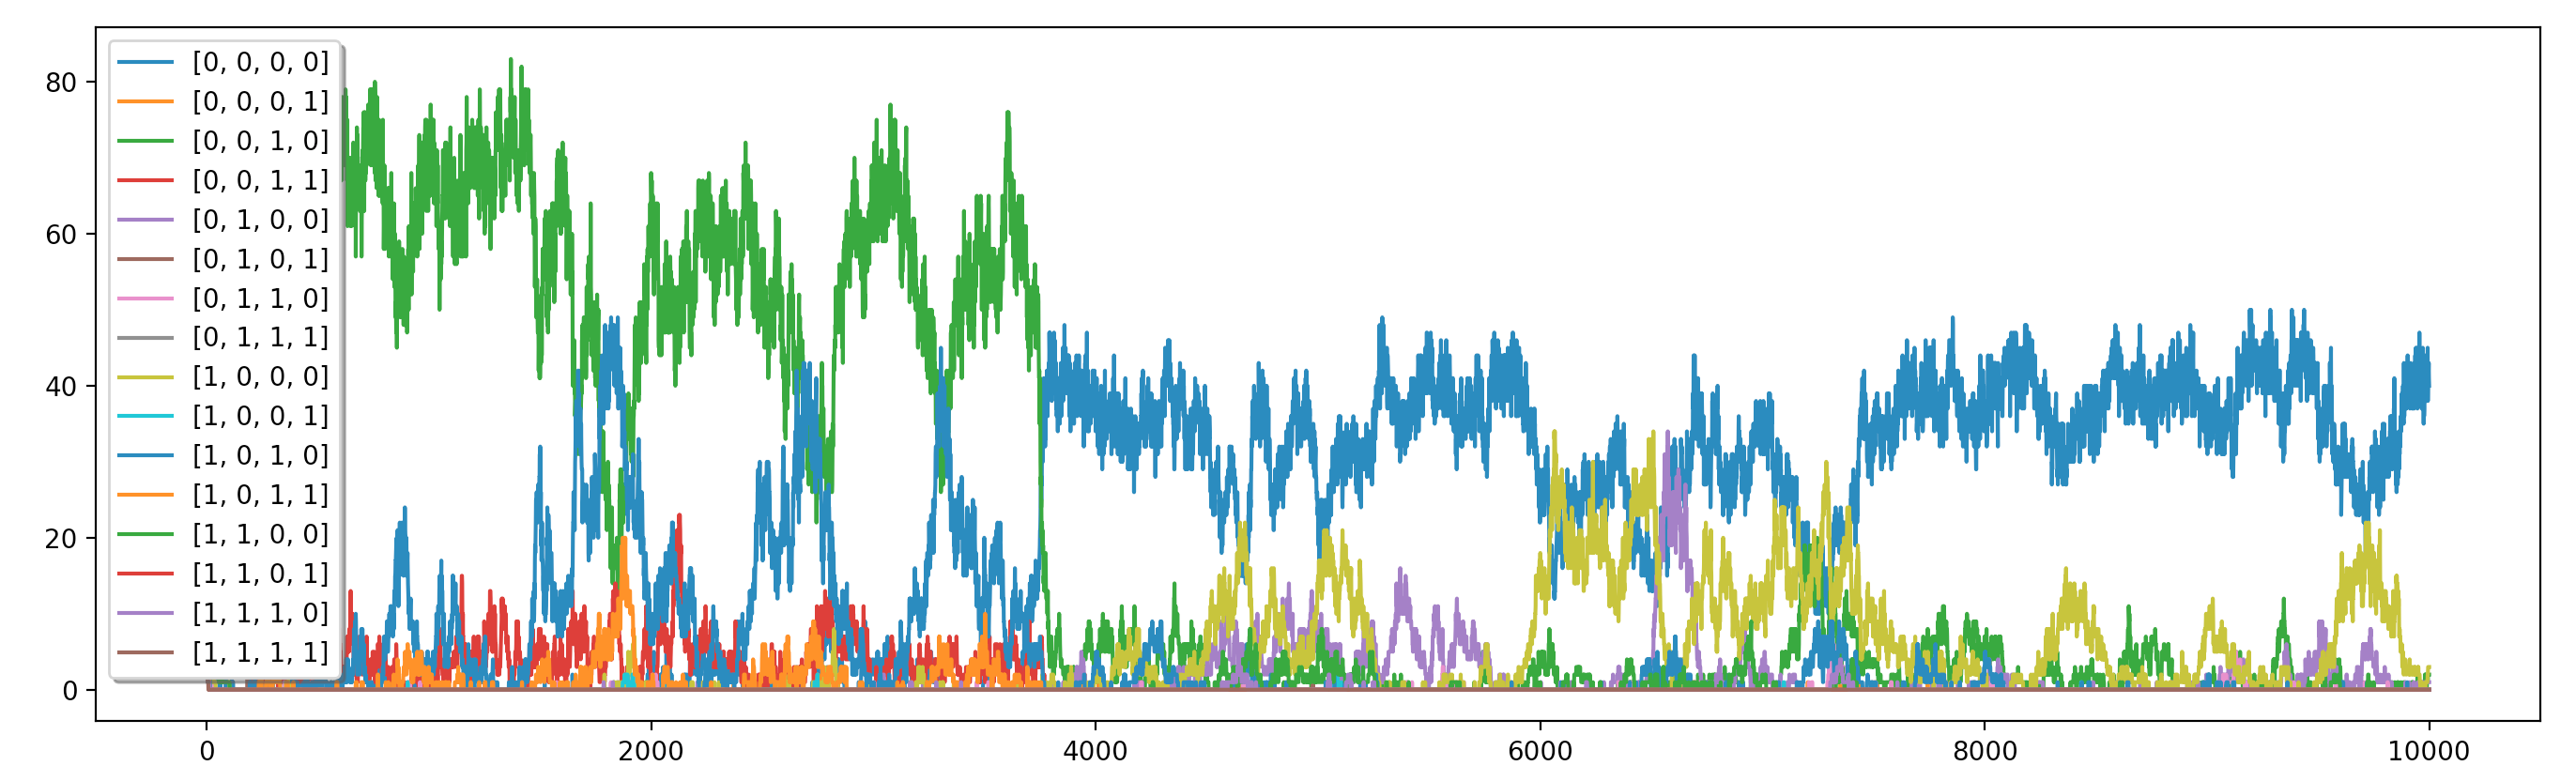 80
60
40
20
0
[0, 0, 0, 0]
[0, 0, 0, 1]
[0, 0, 1, 0]
[0, 0, 1, 1]
[0, 1, 0, 0]
[0, 1, 0, 1]
[0, 1, 1, 0]
[0, 1, 1, 1]
[1, 0, 0, 0]
[1, 0, 0, 1]
[1, 0, 1, 0]
[1, 0, 1, 1]
[1, 1, 0, 0]
[1, 1, 0, 1]
[1, 1, 1, 0]
[1, 1, 1, 1]
0 2000 4000 6000 8000 10000